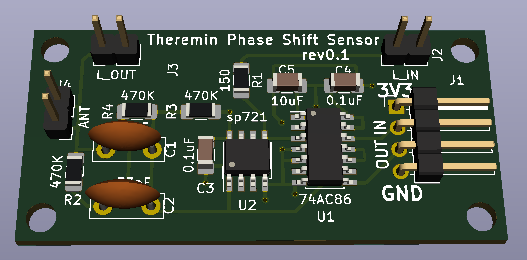 Theremin Phase Shift Sensor
rev0.1
L_OUT
L_IN
J2
J3
J1
150
R1
C5
C4
10uF
0.1uF
3V3
ANT
R4
470K
R3
470K
sp721
OUT IN
C1
0.1uF
C3
470K
R2
C2
U2
74AC86
U1
GND